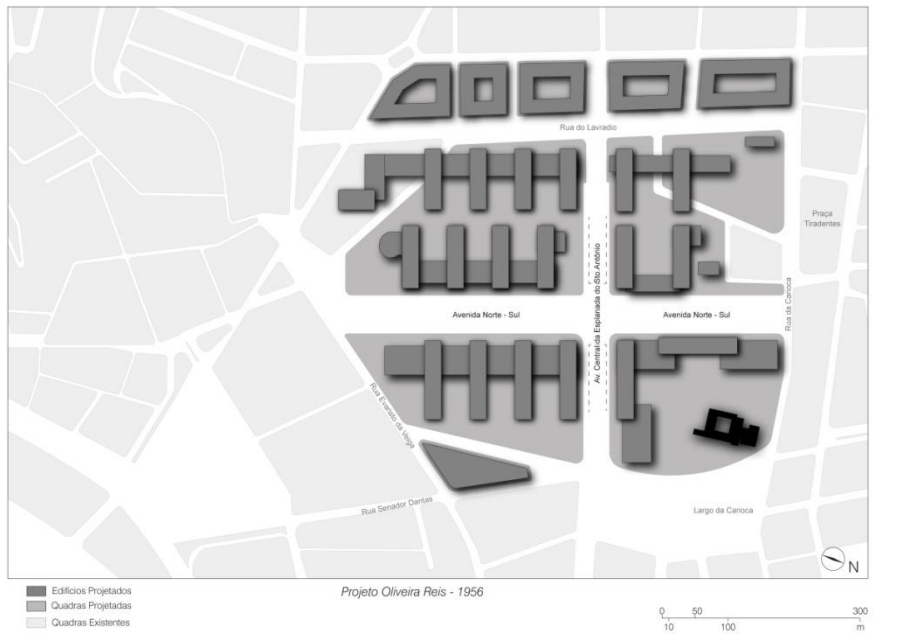 Rua do Lavradio
Praça
Tiradentes
Av. Central da Esplanada do Sto Antônio
Rua da Carioca
Avenida Norte - Sul
Avenida Norte - Sul
Rua Evaristo da Veiga
Rua Senador Dantas
Largo da Carioca
N
Edifícios Projetados
Quadras Projetadas
Quadras Existentes
Projeto Oliveira Reis - 1956
0 50 300
10 100 m